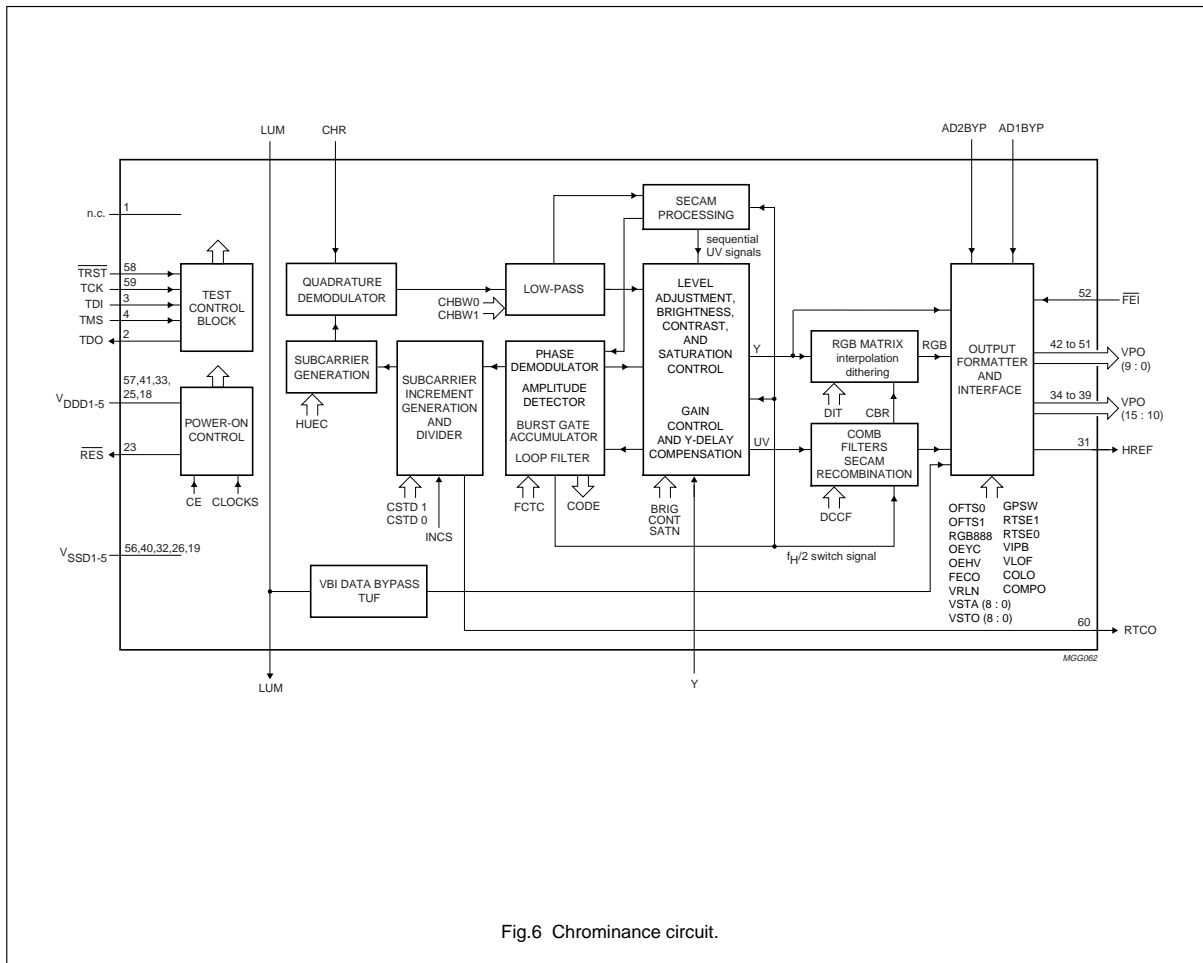 LUM
CHR
AD2BYP
AD1BYP
n.c.
1
TRST
58
TCK
59
TDI
3
TMS
4
TDO
2
TEST
CONTROL
BLOCK
VDDD1-5
57,41,33,
25,18
RES
23
POWER-ON
CONTROL
CE
CLOCKS
VSSD1-5
56,40,32,26,19
QUADRATURE
DEMODULATOR
SUBCARRIER
GENERATION
HUEC
LOW-PASS
CHBW0
CHBW1
SECAM
PROCESSING
sequential
UV signals
SUBCARRIER
INCREMENT
GENERATION
AND
DIVIDER
CSTD 1
CSTD 0
INCS
PHASE
DEMODULATOR
AMPLITUDE
DETECTOR
BURST GATE
ACCUMULATOR
LOOP FILTER
FCTC
CODE
LEVEL
ADJUSTMENT,
BRIGHTNESS,
CONTRAST,
AND
SATURATION
CONTROL
GAIN
CONTROL
AND Y-DELAY
COMPENSATION
BRIG
CONT
SATN
Y
UV
RGB MATRIX
interpolation
dithering
RGB
DIT
CBR
COMB
FILTERS
SECAM
RECOMBINATION
DCCF
fH/2 switch signal
OUTPUT
FORMATTER
AND
INTERFACE
52
FEI
42 to 51
VPO
(9 : 0)
34 to 39
VPO
(15 : 10)
31
HREF
OFTS0
OFTS1
RGB888
OEYC
OEHV
FECO
VRLN
VSTA (8 : 0)
VSTO (8 : 0)
GPSW
RTSE1
RTSE0
VIPB
VLOF
COLO
COMPO
VBI DATA BYPASS
TUF
60
RTCO
MGG062
LUM
Y
Fig.6 Chrominance circuit.